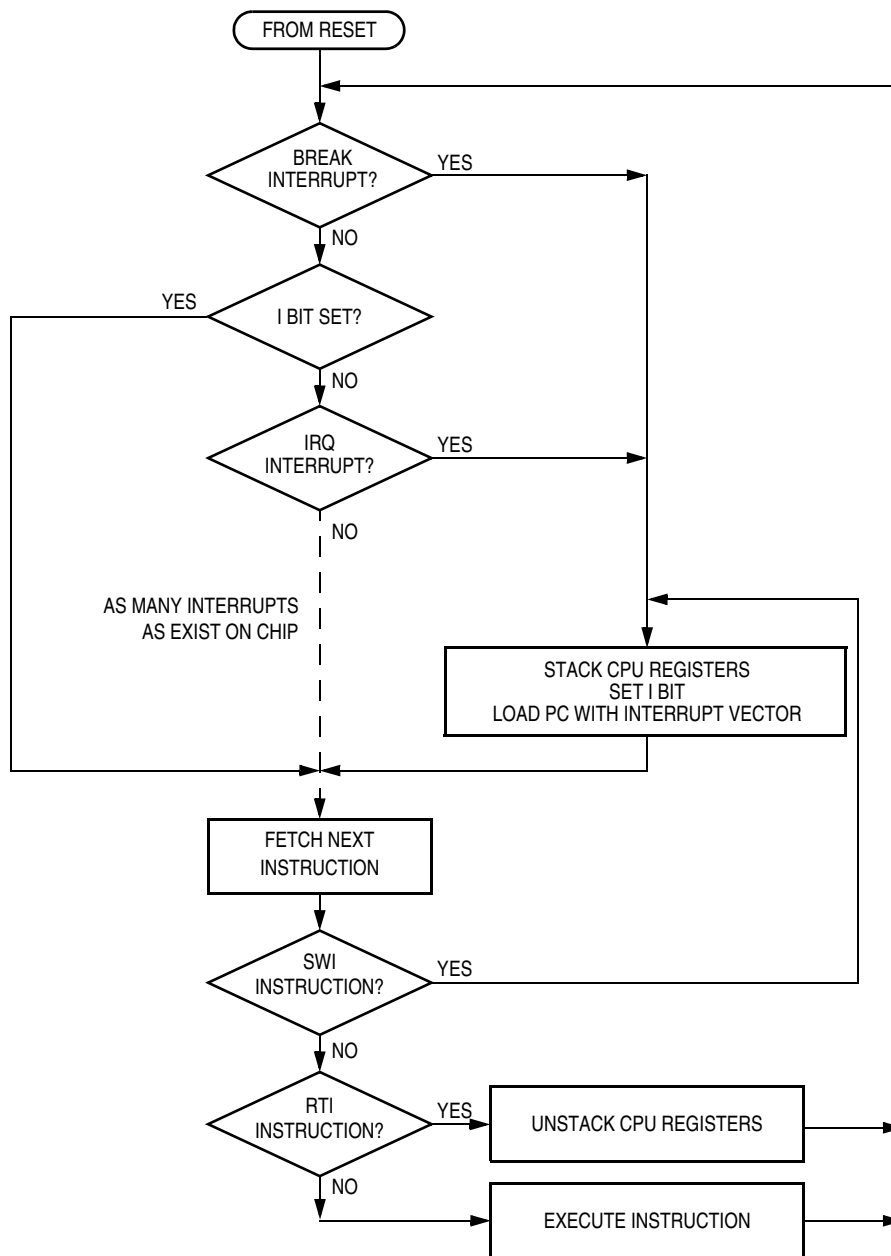 FROM RESET
BREAK
INTERRUPT?
YES
NO
YES
I BIT SET?
NO
IRQ
INTERRUPT?
YES
NO
AS MANY INTERRUPTS
AS EXIST ON CHIP
STACK CPU REGISTERS
SET I BIT
LOAD PC WITH INTERRUPT VECTOR
FETCH NEXT
INSTRUCTION
SWI
INSTRUCTION?
YES
NO
RTI
INSTRUCTION?
YES
UNSTACK CPU REGISTERS
NO
EXECUTE INSTRUCTION